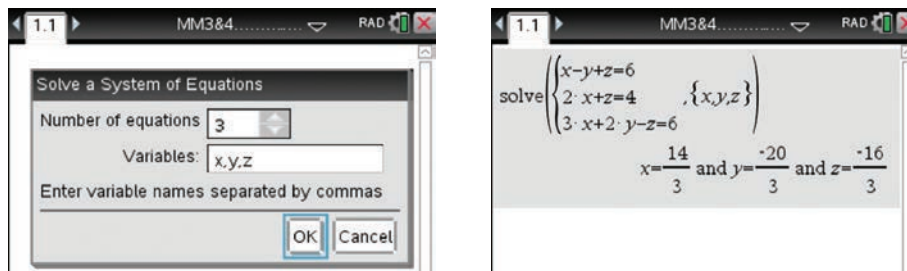 1.1 MM3&4............. RAD
Solve a System of Equations
Number of equations 3
Variables: x,y,z
Enter variable names separated by commas
OK Cancel
1.1 MM3&4............. RAD
x-y+z=6
solve( { 2·x+z=4 ,{x,y,z} )
3·x+2·y-z=6
x=14/3 and y=-20/3 and z=-16/3